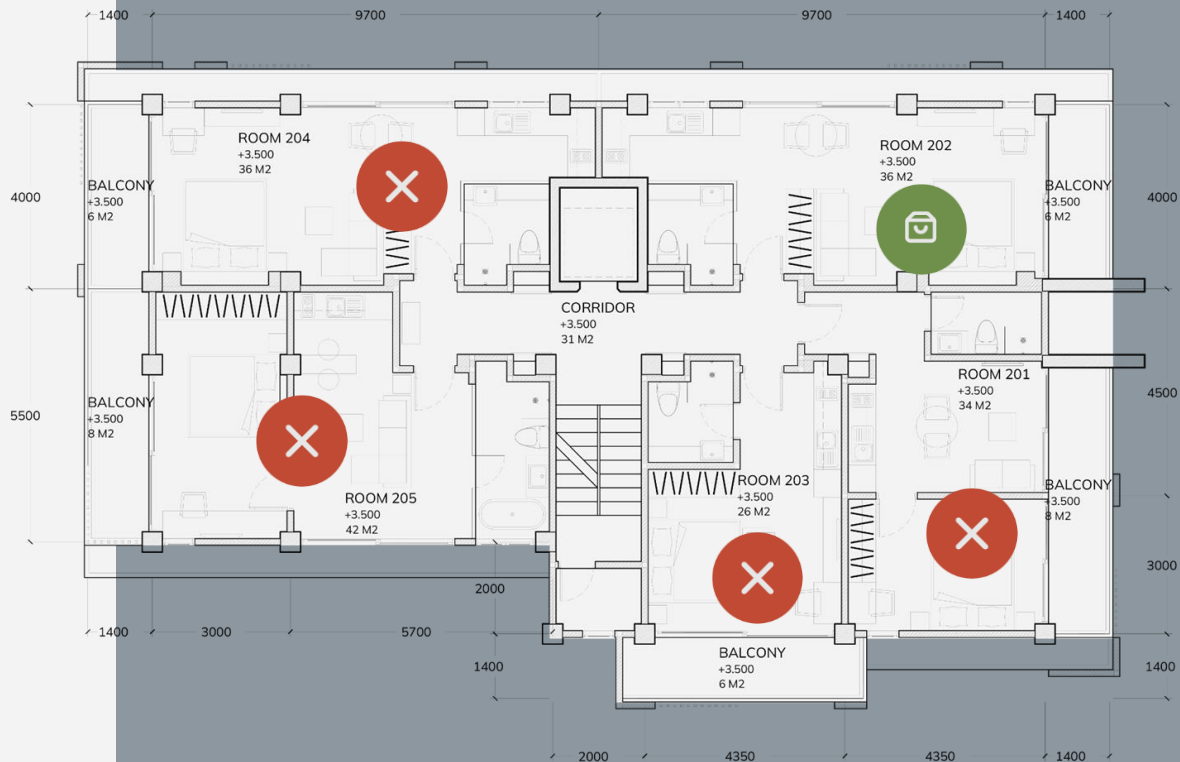 1400
9700
9700
1400
ROOM 204
+3.500
36 M2
ROOM 202
+3.500
36 M2
BALCONY
+3.500
6 M2
BALCONY
+3.500
6 M2
4000
4000
CORRIDOR
+3.500
31 M2
ROOM 201
+3.500
34 M2
BALCONY
+3.500
8 M2
5500
4500
ROOM 205
+3.500
42 M2
ROOM 203
+3.500
26 M2
BALCONY
+3.500
8 M2
2000
3000
1400
3000
5700
BALCONY
+3.500
6 M2
1400
1400
2000
4350
4350
1400